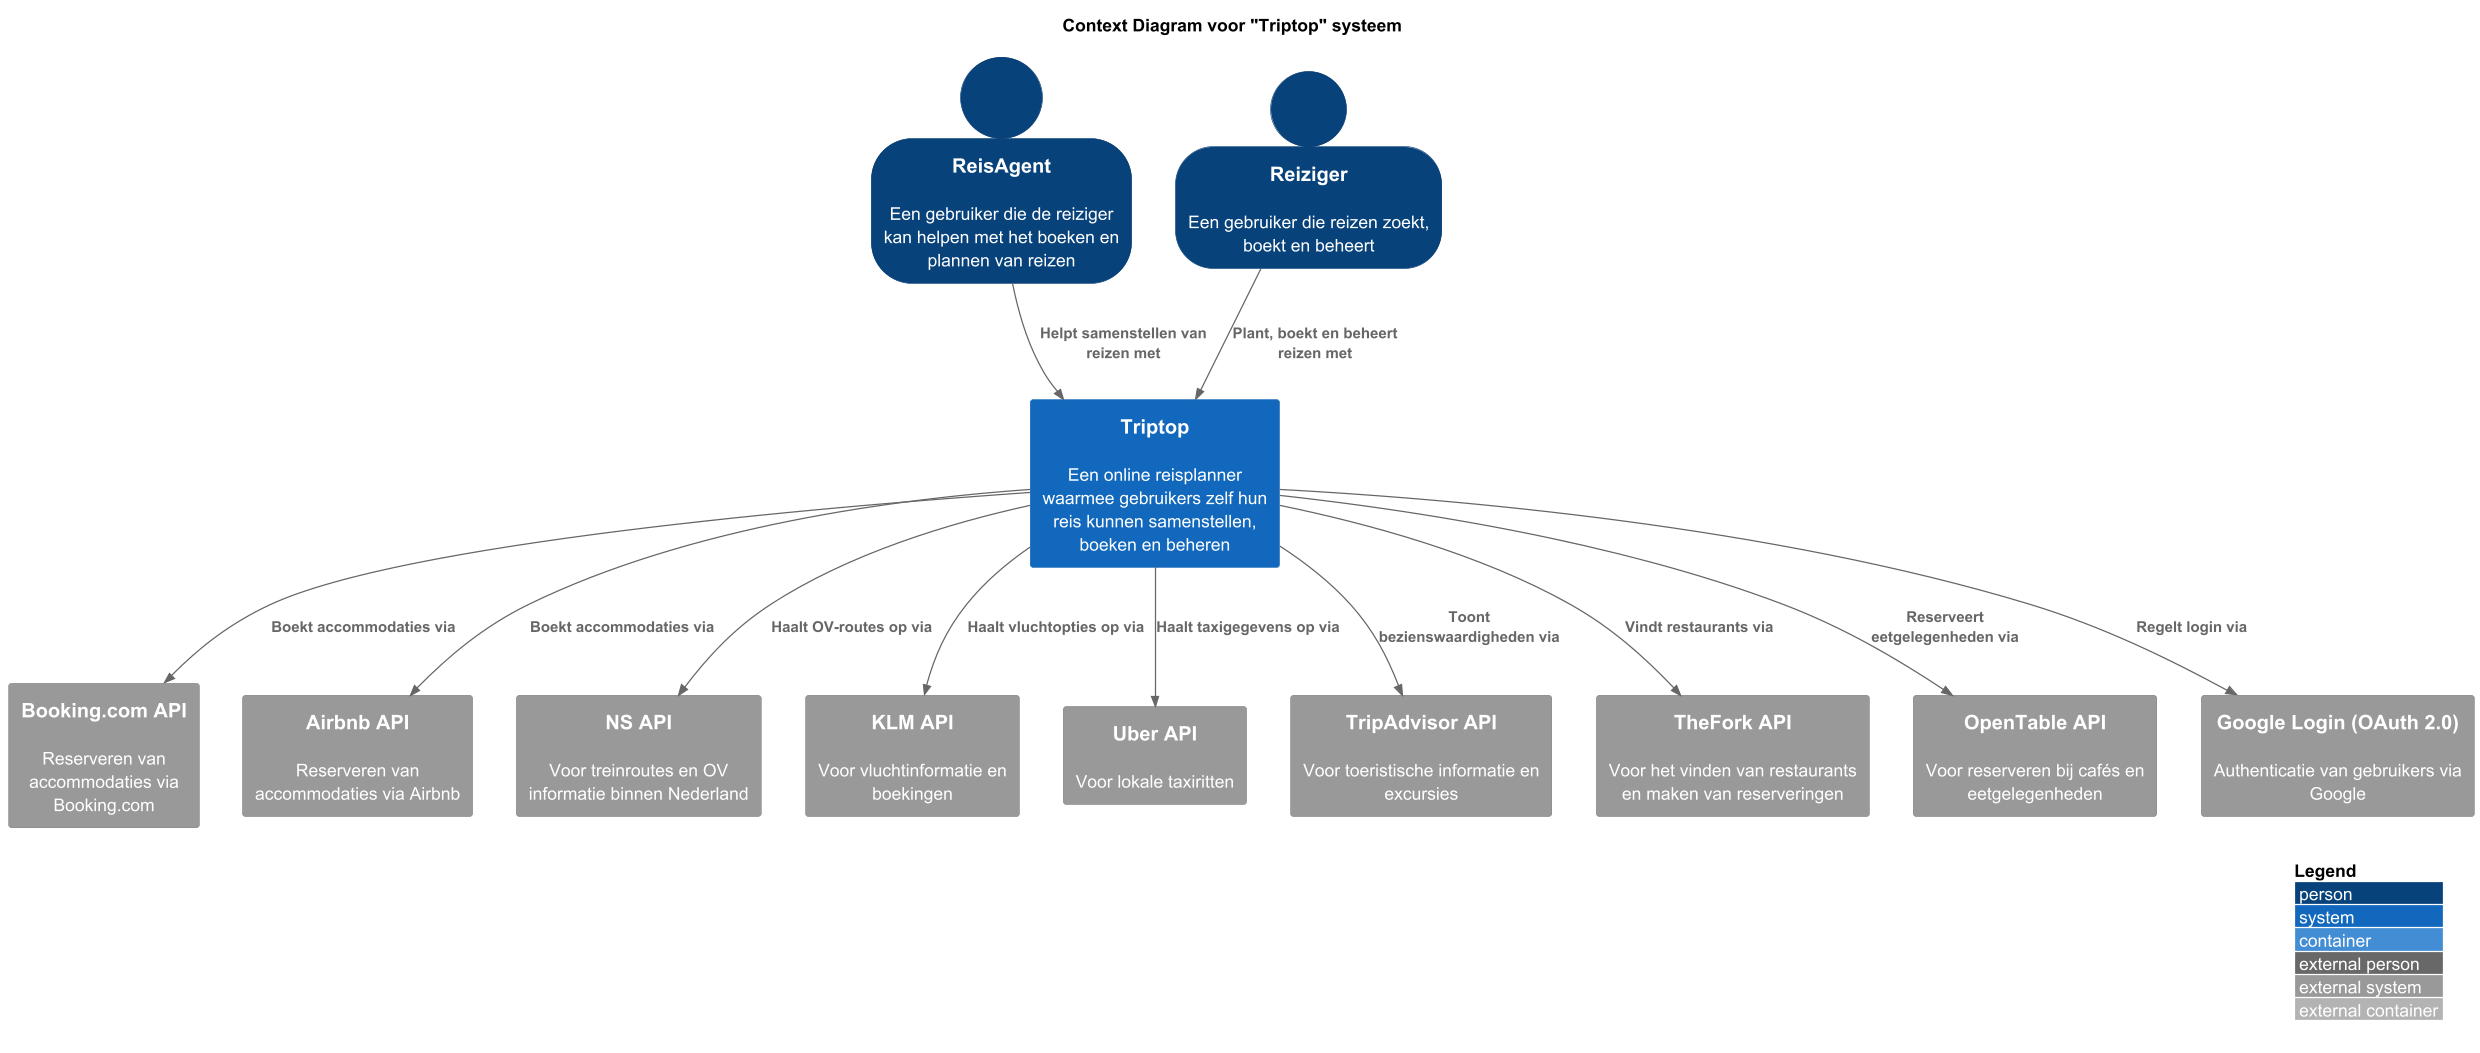 Context Diagram voor "Triptop" systeem
ReisAgent
Een gebruiker die de reiziger
kan helpen met het boeken en
plannen van reizen
Reiziger
Een gebruiker die reizen zoekt,
boekt en beheert
Helpt samenstellen van
reizen met
Plant, boekt en beheert
reizen met
Triptop
Een online reisplanner
waarmee gebruikers zelf hun
reis kunnen samenstellen,
boeken en beheren
Boekt accommodaties via
Boekt accommodaties via
Haalt OV-routes op via
Haalt vluchtopties op via
Haalt taxigegevens op via
Toont
bezienswaardigheden via
Vindt restaurants via
Reserveert
eetgelegenheden via
Regelt login via
Booking.com API
Reserveren van
accommodaties via
Booking.com
Airbnb API
Reserveren van
accommodaties via Airbnb
NS API
Voor treinroutes en OV
informatie binnen Nederland
KLM API
Voor vluchtinformatie en
boekingen
Uber API
Voor lokale taxiritten
TripAdvisor API
Voor toeristische informatie en
excursies
TheFork API
Voor het vinden van restaurants
en maken van reserveringen
OpenTable API
Voor reserveren bij cafés en
eetgelegenheden
Google Login (OAuth 2.0)
Authenticatie van gebruikers via
Google
Legend
person
system
container
external person
external system
external container